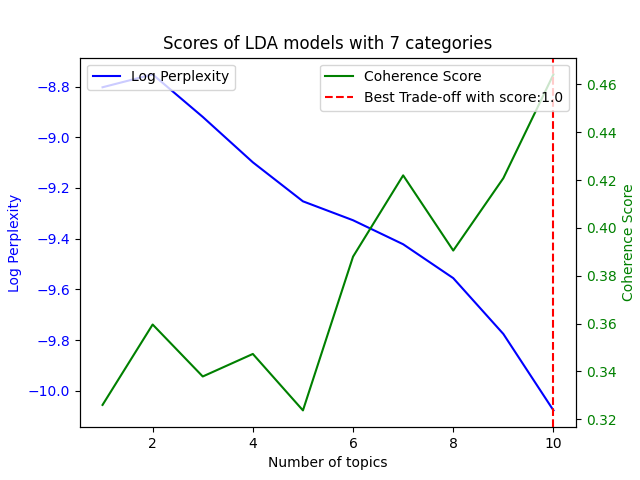 Scores of LDA models with 7 categories
Log Perplexity
Coherence Score
Best Trade-off with score:1.0
−8.8
−9.0
−9.2
−9.4
−9.6
−9.8
−10.0
Log Perplexity
0.46
0.44
0.42
0.40
0.38
0.36
0.34
0.32
Coherence Score
2
4
6
8
10
Number of topics